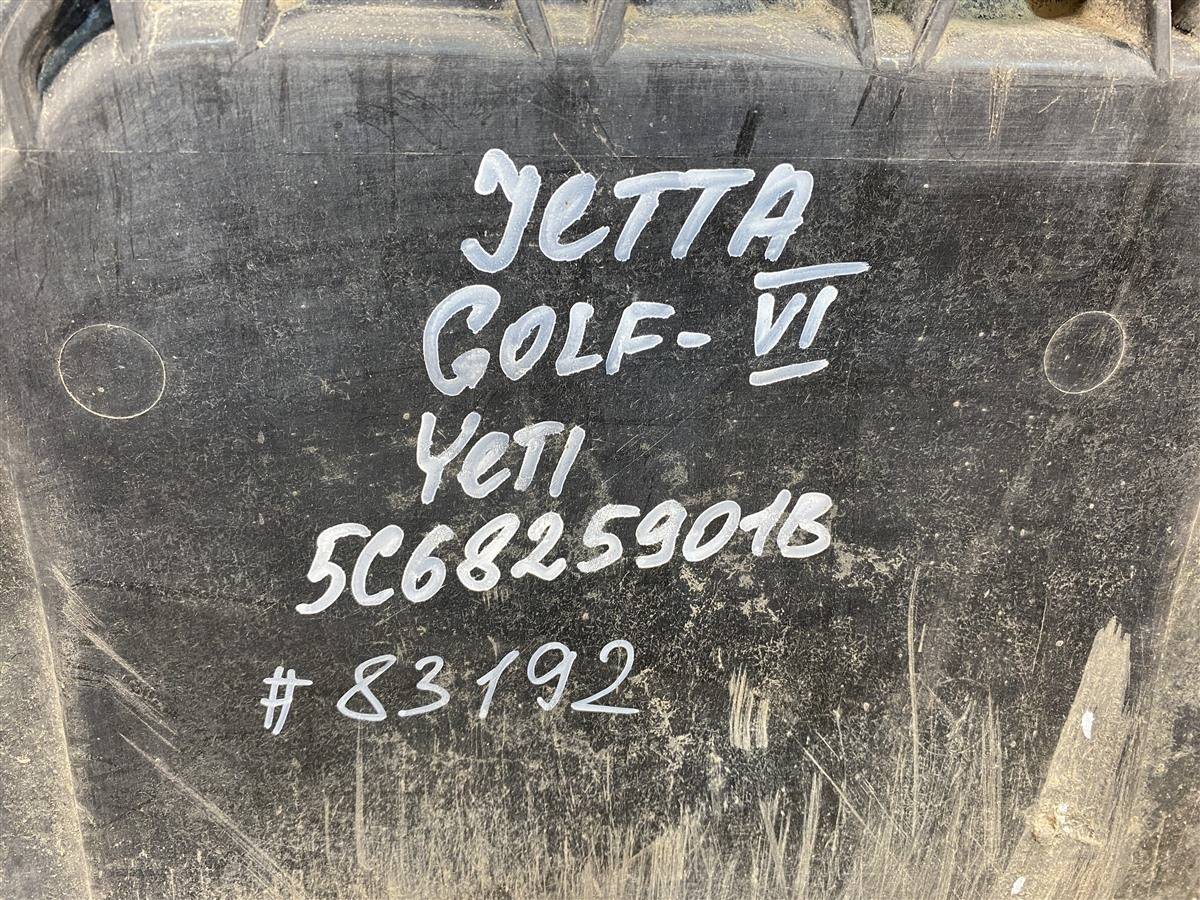 JETTA
GOLF-VI
YETI
5C6825901B
#83192